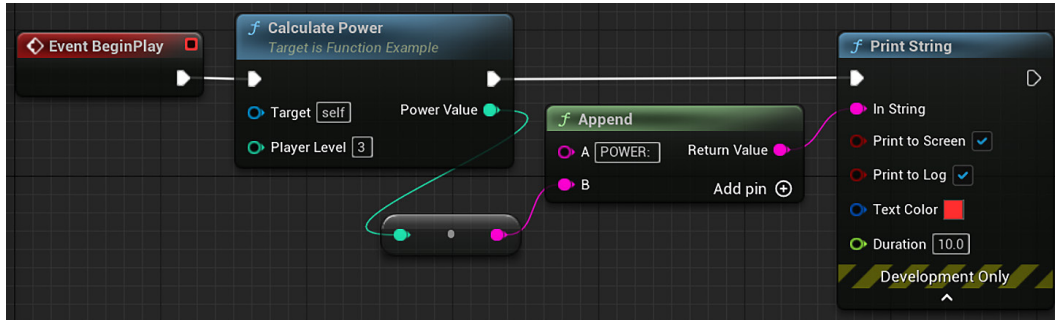 Event BeginPlay
f Calculate Power
Target is Function Example
Target self
Power Value
Player Level 3
f Append
A POWER:
Return Value
B
Add pin
f Print String
In String
Print to Screen
Print to Log
Text Color
Duration 10.0
Development Only